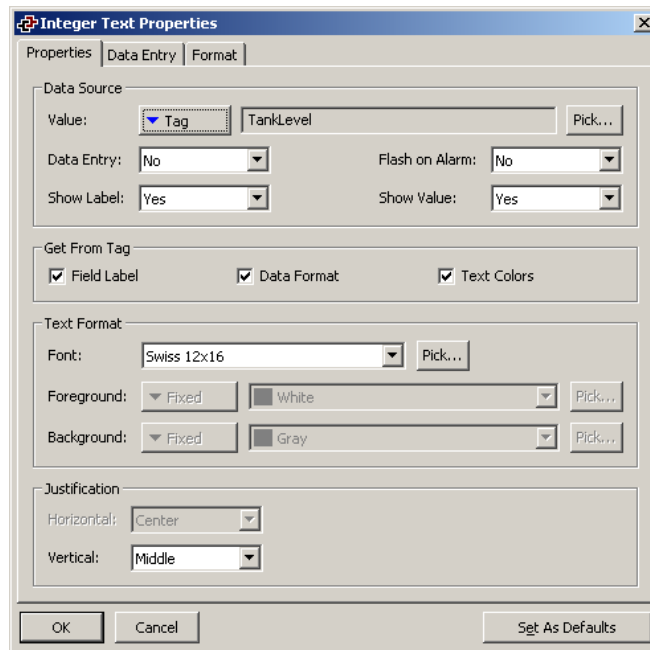 Integer Text Properties
Properties Data Entry Format
Data Source
Value: Tag TankLevel Pick...
Data Entry: No Flash on Alarm: No
Show Label: Yes Show Value: Yes
Get From Tag
Field Label Data Format Text Colors
Text Format
Font: Swiss 12x16 Pick...
Foreground: Fixed White Pick...
Background: Fixed Gray Pick...
Justification
Horizontal: Center
Vertical: Middle
OK Cancel Set As Defaults